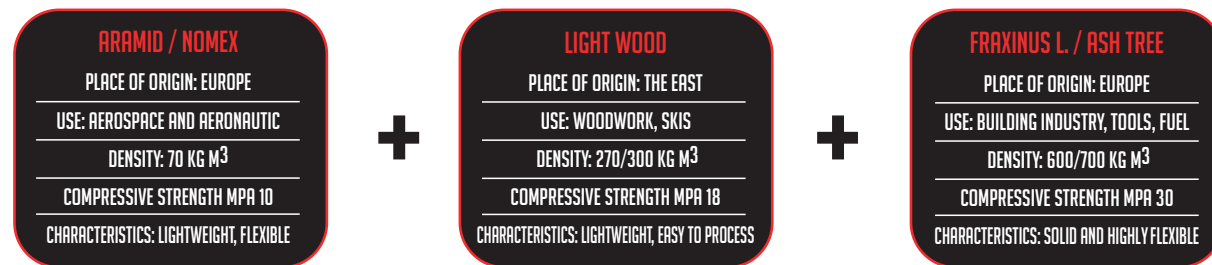 ARAMID / NOMEX
PLACE OF ORIGIN: EUROPE
USE: AEROSPACE AND AERONAUTIC
DENSITY: 70 KG M3
COMPRESSIVE STRENGTH MPA 10
CHARACTERISTICS: LIGHTWEIGHT, FLEXIBLE
+
LIGHT WOOD
PLACE OF ORIGIN: THE EAST
USE: WOODWORK, SKIS
DENSITY: 270/300 KG M3
COMPRESSIVE STRENGTH MPA 18
CHARACTERISTICS: LIGHTWEIGHT, EASY TO PROCESS
+
FRAXINUS L. / ASH TREE
PLACE OF ORIGIN: EUROPE
USE: BUILDING INDUSTRY, TOOLS, FUEL
DENSITY: 600/700 KG M3
COMPRESSIVE STRENGTH MPA 30
CHARACTERISTICS: SOLID AND HIGHLY FLEXIBLE